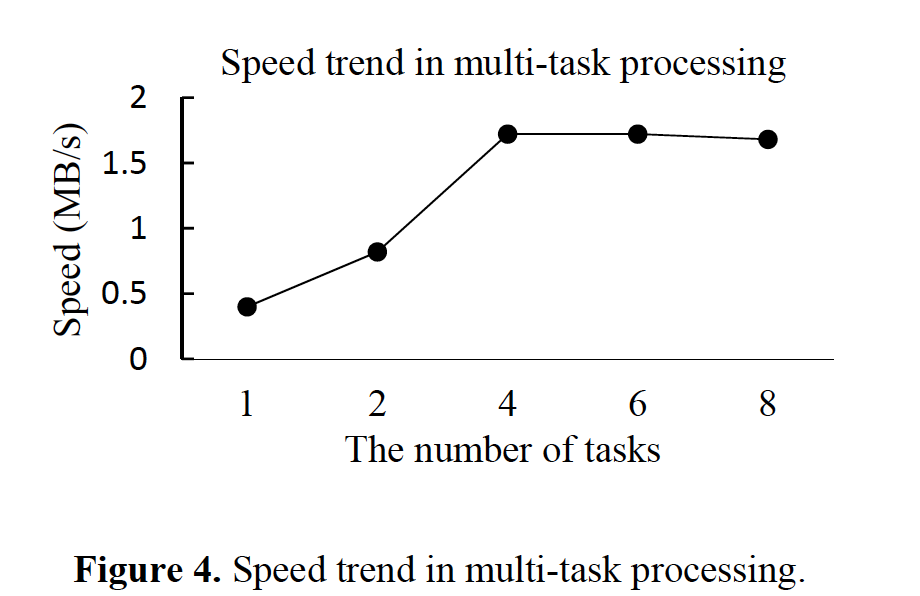 Speed trend in multi-task processing
2
1.5
1
0.5
0
Speed (MB/s)
1 2 4 6 8
The number of tasks
Figure 4. Speed trend in multi-task processing.